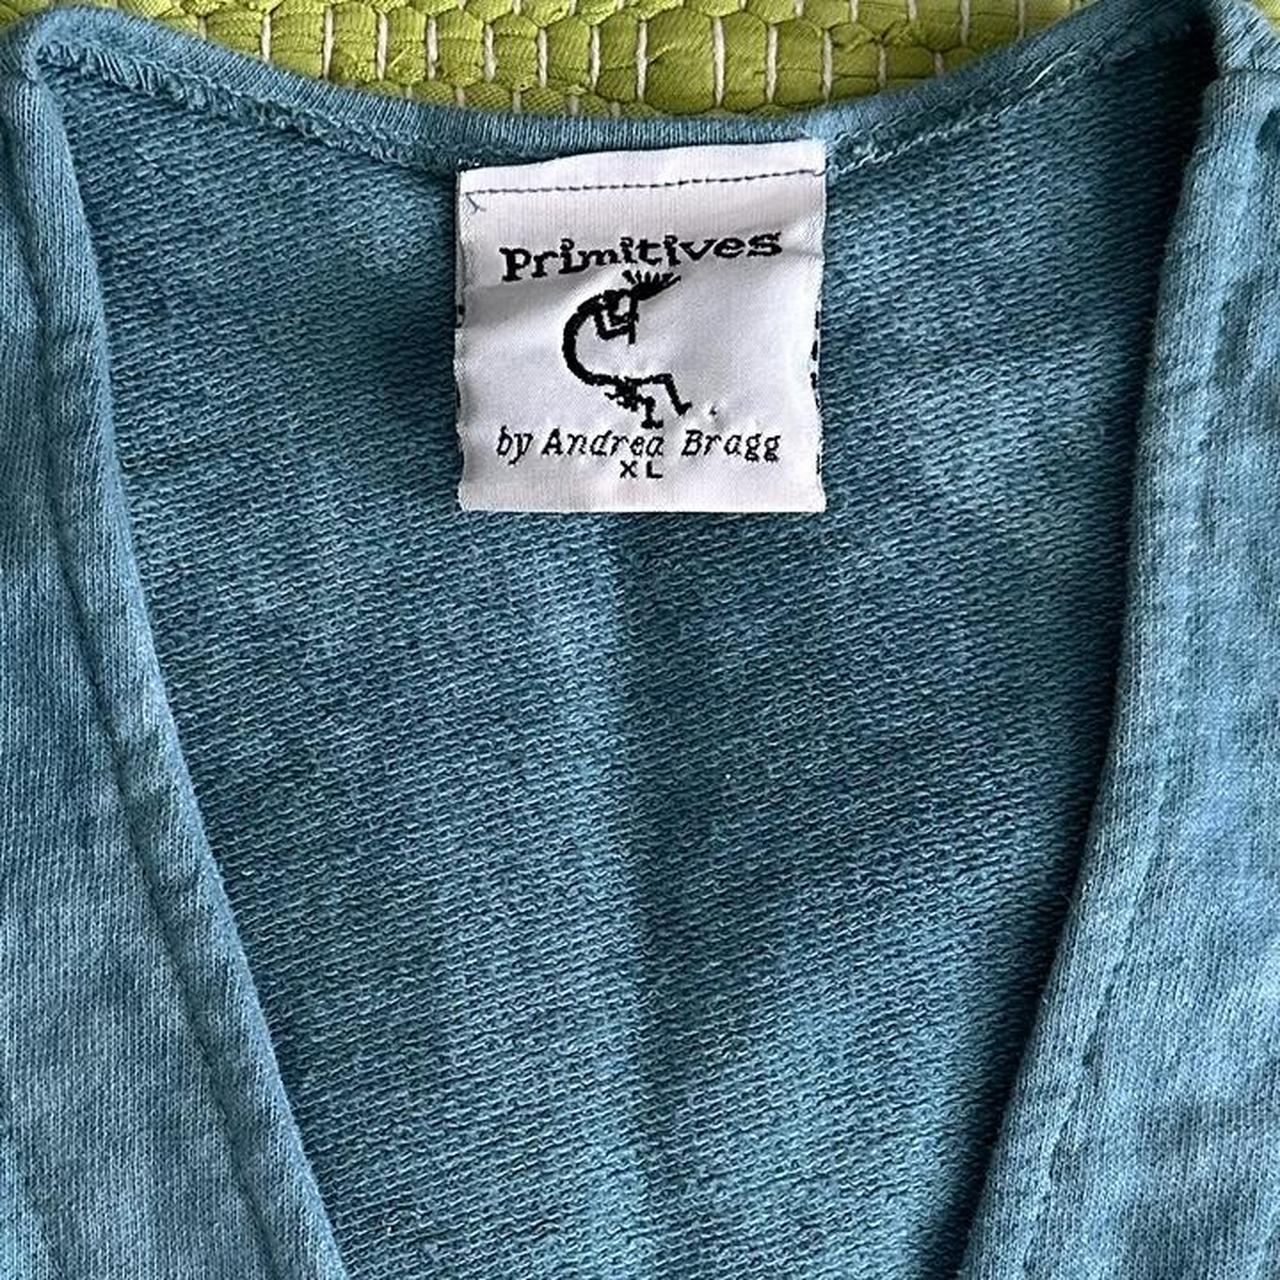 Primitives
by Andrea Bragg
XL